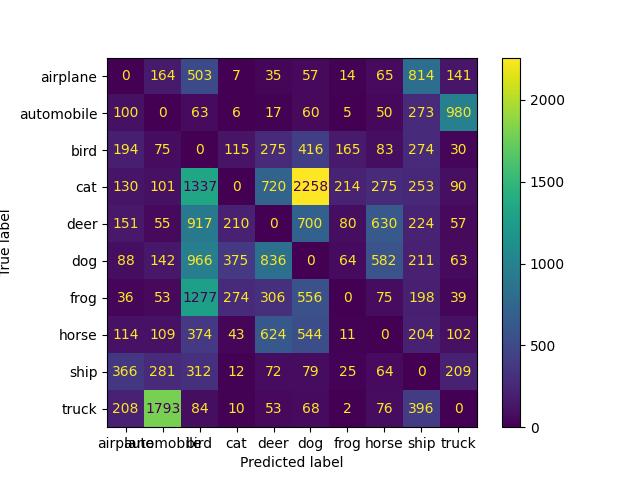 airplane 0 164 503 7 35 57 14 65 814 141
automobile 100 0 63 6 17 60 5 50 273 980
bird 194 75 0 115 275 416 165 83 274 30
cat 130 101 1337 0 720 2258 214 275 253 90
deer 151 55 917 210 0 700 80 630 224 57
dog 88 142 966 375 836 0 64 582 211 63
frog 36 53 1277 274 306 556 0 75 198 39
horse 114 109 374 43 624 544 11 0 204 102
ship 366 281 312 12 72 79 25 64 0 209
truck 208 1793 84 10 53 68 2 76 396 0
airplane automobile bird cat deer dog frog horse ship truck
Predicted label
True label
2000
1500
1000
500
0